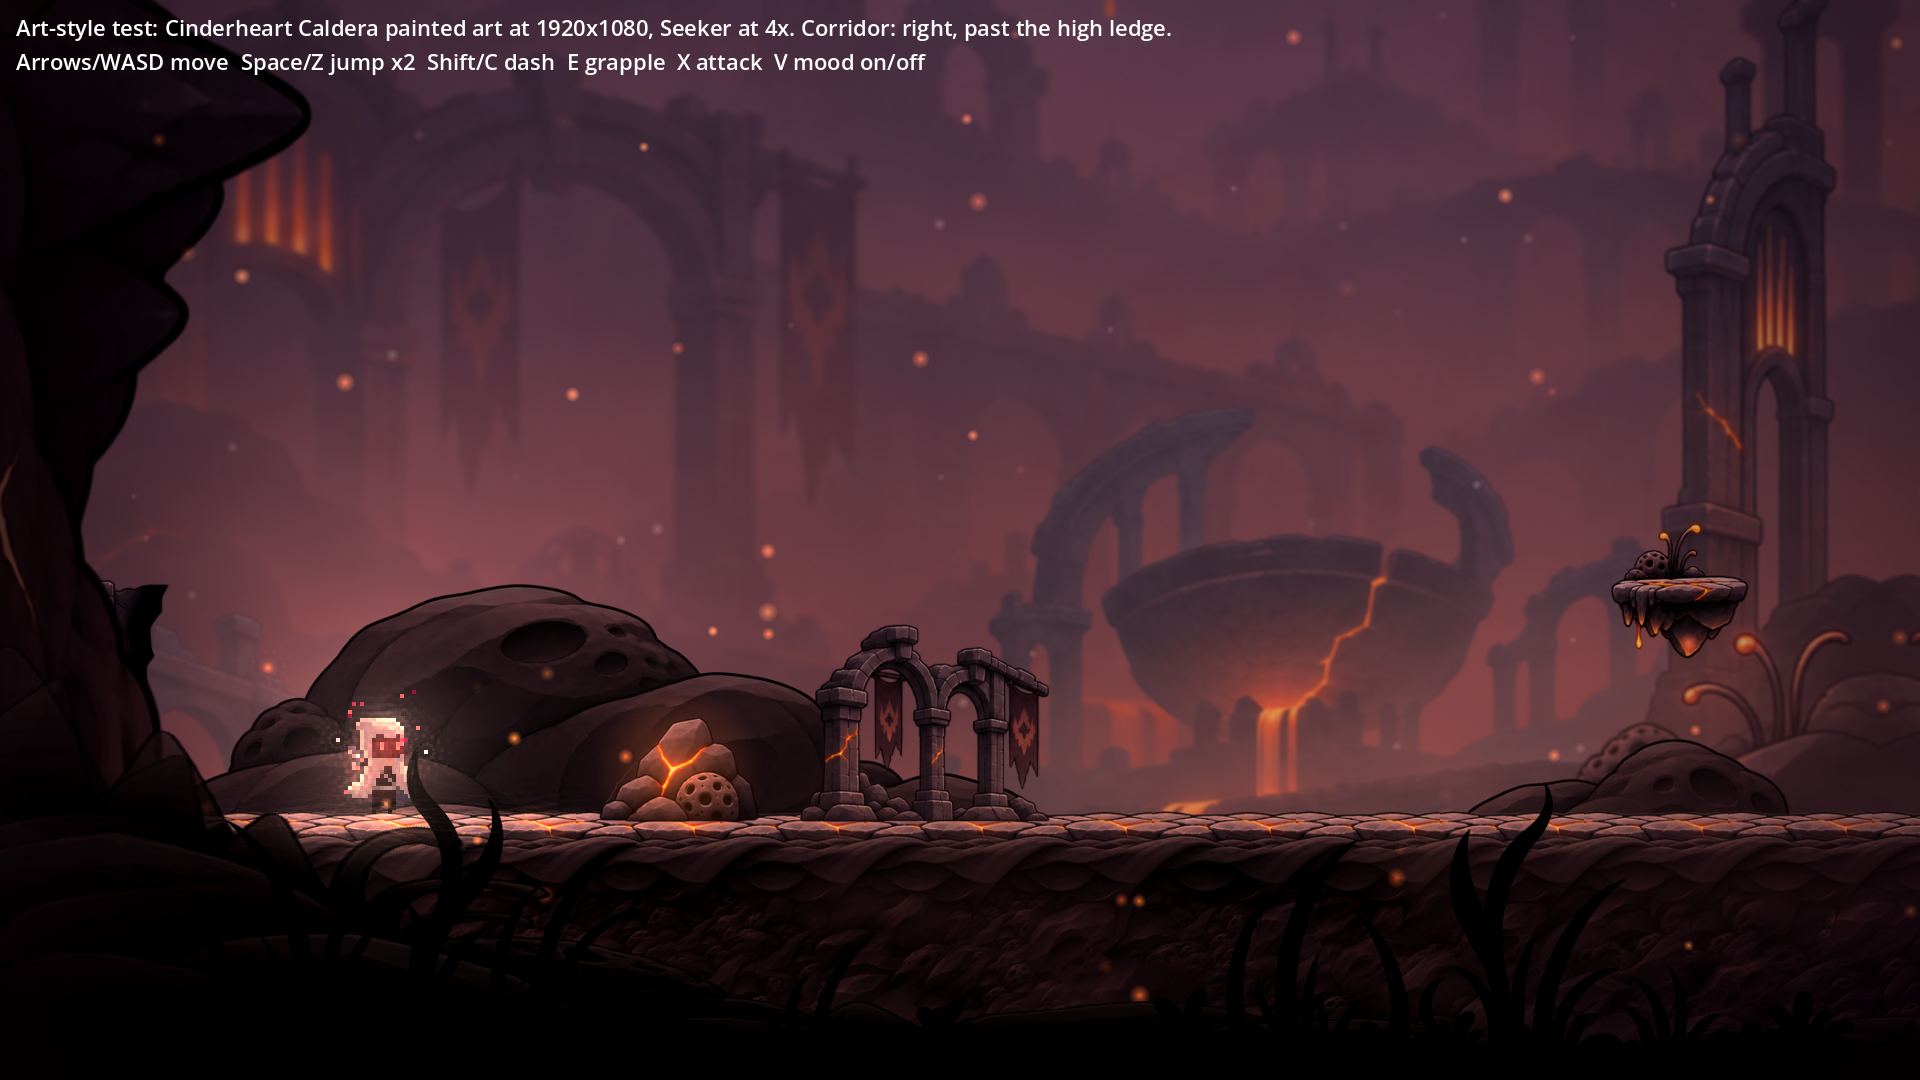 Art-style test: Cinderheart Caldera painted art at 1920x1080, Seeker at 4x. Corridor: right, past the high ledge.
Arrows/WASD move  Space/Z jump x2  Shift/C dash  E grapple  X attack  V mood on/off